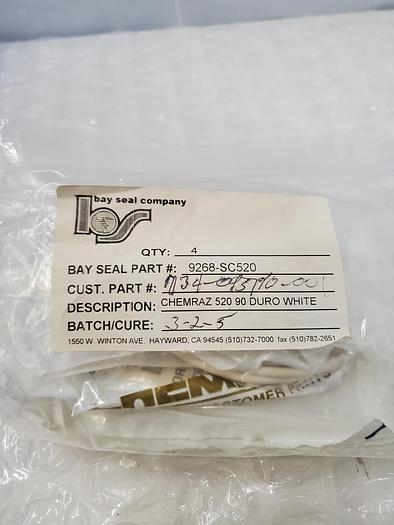 bay seal company
bs
QTY: 4
BAY SEAL PART #: 9268-SC520
CUST. PART #: 734-093790-001
DESCRIPTION: CHEMRAZ 520 90 DURO WHITE
BATCH/CURE: 3-2-5
1550 W. WINTON AVE. HAYWARD, CA 94545 (510)732-7000 fax (510)782-2651